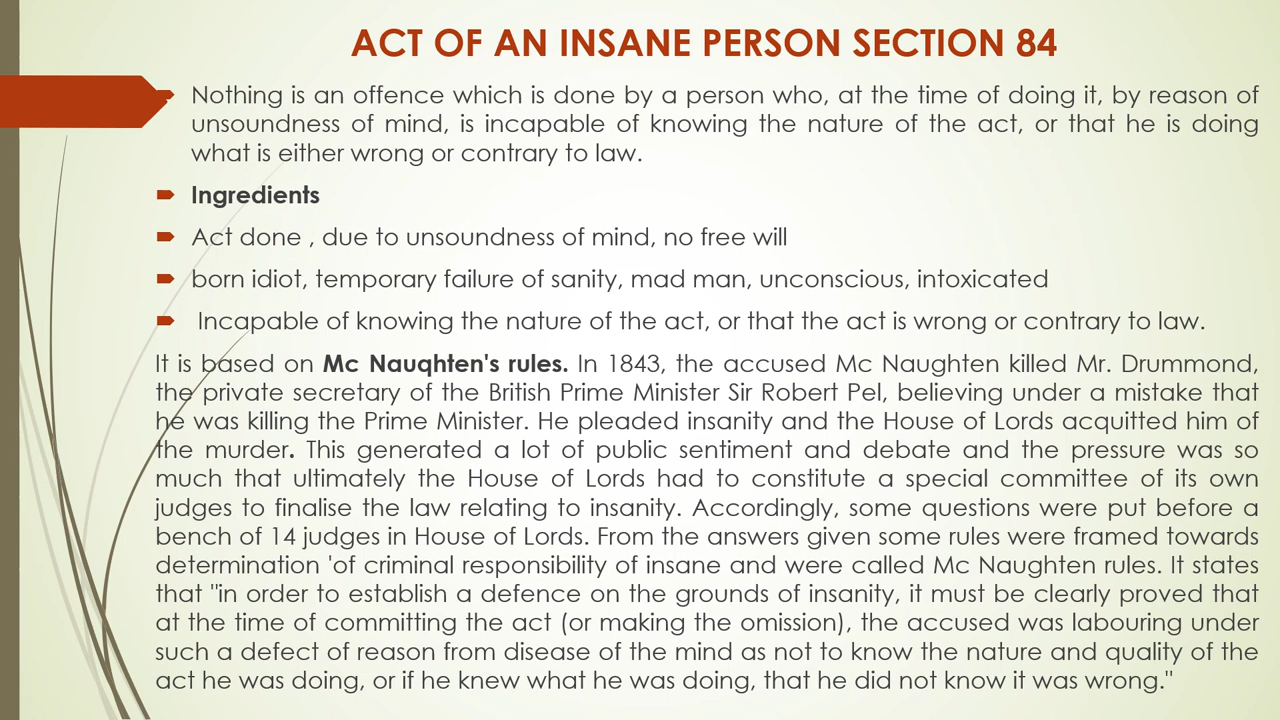 ACT OF AN INSANE PERSON SECTION 84
Nothing is an offence which is done by a person who, at the time of doing it, by reason of
unsoundness of mind, is incapable of knowing the nature of the act, or that he is doing
what is either wrong or contrary to law.
Ingredients
Act done , due to unsoundness of mind, no free will
born idiot, temporary failure of sanity, mad man, unconscious, intoxicated
Incapable of knowing the nature of the act, or that the act is wrong or contrary to law.
It is based on Mc Nauqhten's rules. In 1843, the accused Mc Naughten killed Mr. Drummond,
the private secretary of the British Prime Minister Sir Robert Pel, believing under a mistake that
he was killing the Prime Minister. He pleaded insanity and the House of Lords acquitted him of
the murder. This generated a lot of public sentiment and debate and the pressure was so
much that ultimately the House of Lords had to constitute a special committee of its own
judges to finalise the law relating to insanity. Accordingly, some questions were put before a
bench of 14 judges in House of Lords. From the answers given some rules were framed towards
determination 'of criminal responsibility of insane and were called Mc Naughten rules. It states
that "in order to establish a defence on the grounds of insanity, it must be clearly proved that
at the time of committing the act (or making the omission), the accused was labouring under
such a defect of reason from disease of the mind as not to know the nature and quality of the
act he was doing, or if he knew what he was doing, that he did not know it was wrong."